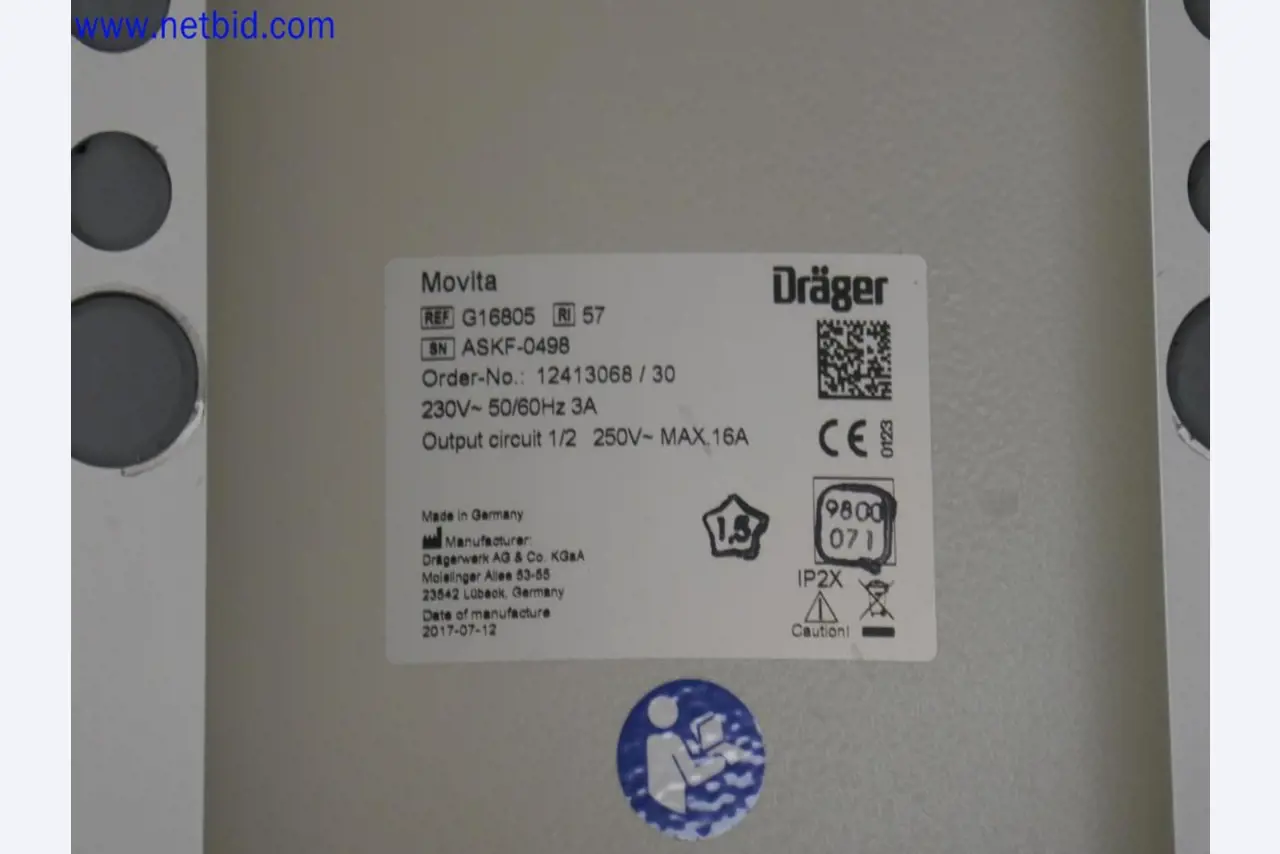 www.netbid.com
Movita
Dräger
REF G16805 RI 57
SN ASKF-0498
Order-No.: 12413068 / 30
230V~ 50/60Hz 3A
Output circuit 1/2 250V~ MAX.16A
CE 0123
Made in Germany
Manufacturer:
Drägerwerk AG & Co. KGaA
Moislinger Allee 53-55
23542 Lübeck, Germany
Date of manufacture
2017-07-12
1,5
9800
071
IP2X
Caution!